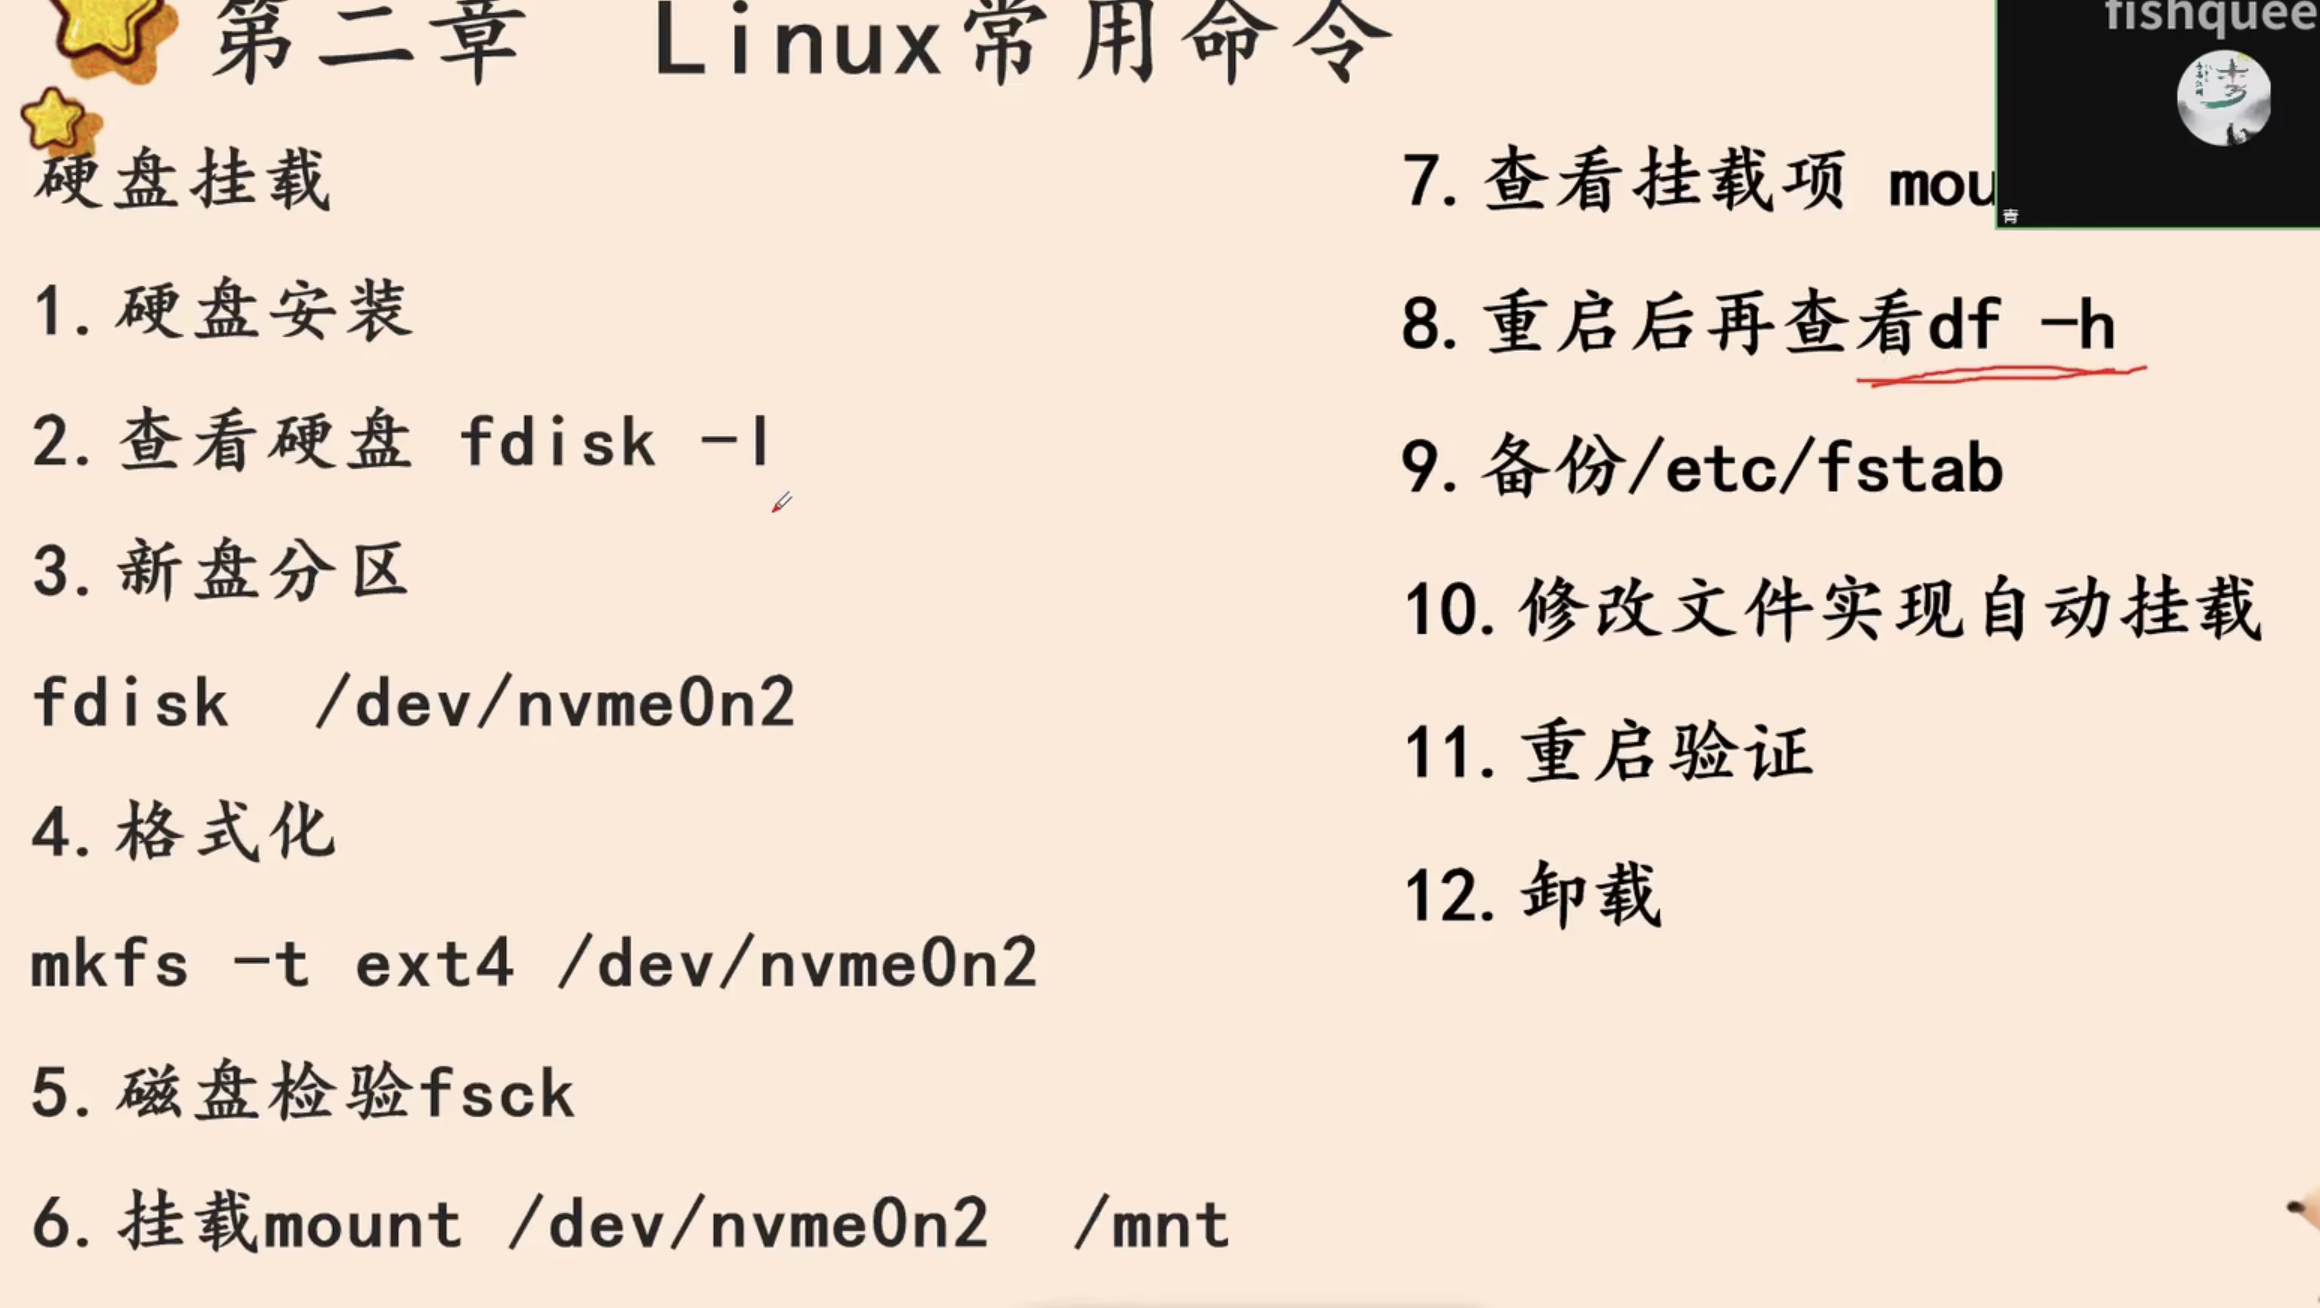 第二章 Linux常用命令
硬盘挂载
1.硬盘安装
2.查看硬盘 fdisk -l
3.新盘分区
fdisk /dev/nvme0n2
4.格式化
mkfs -t ext4 /dev/nvme0n2
5.磁盘检验fsck
6.挂载mount /dev/nvme0n2 /mnt
7.查看挂载项 mou
8.重启后再查看df -h
9.备份/etc/fstab
10.修改文件实现自动挂载
11.重启验证
12.卸载
fishquee
青